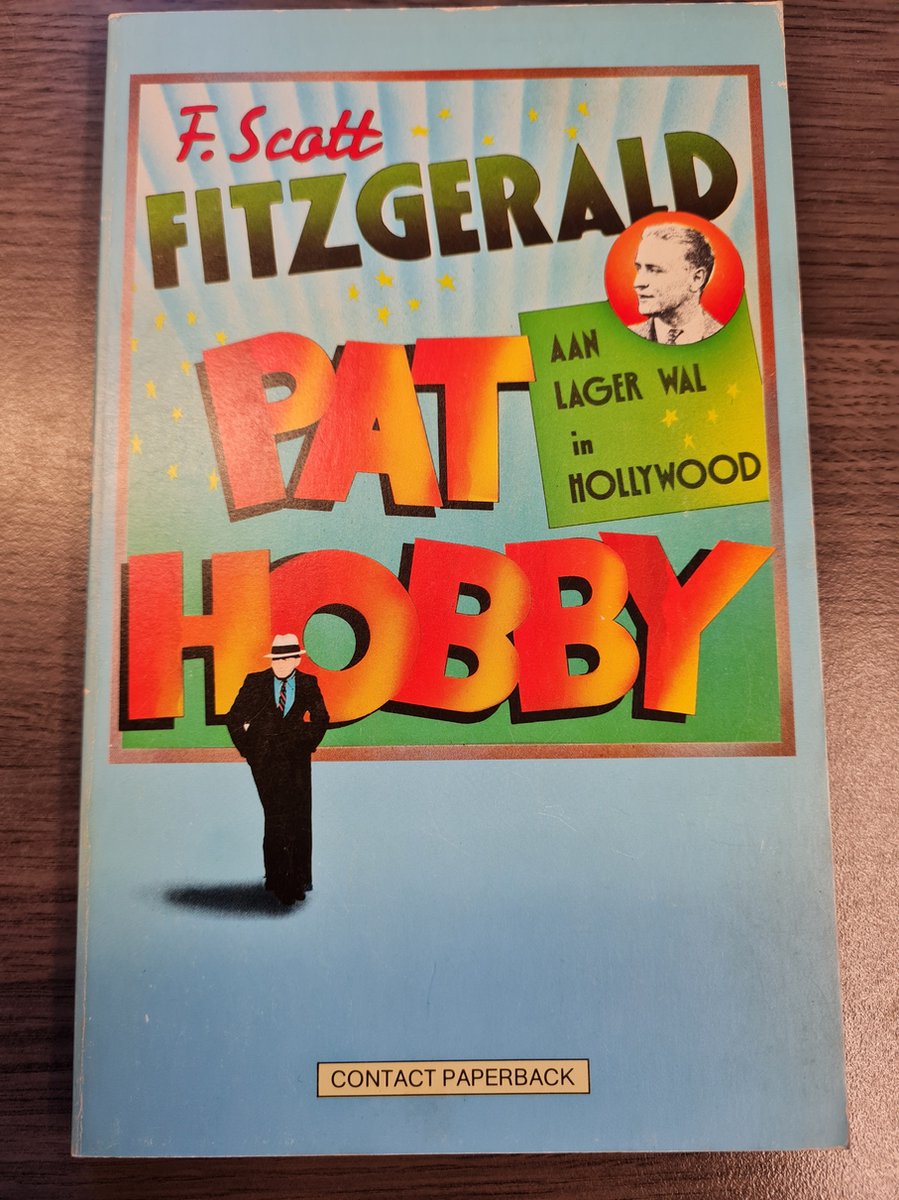 F. Scott
FITZGERALD
PAT
HOBBY
AAN
LAGER WAL
in
HOLLYWOOD
CONTACT PAPERBACK